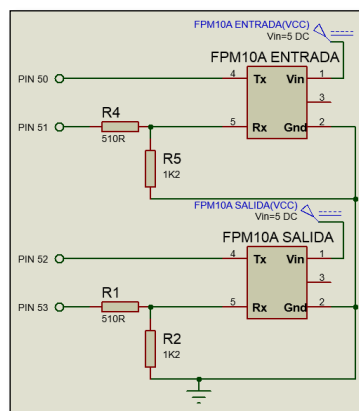 FPM10A ENTRADA(VCC)
Vin=5 DC
FPM10A ENTRADA
PIN 50
4
Tx
Vin
1
3
PIN 51
R4
510R
5
Rx
Gnd
2
R5
1K2
FPM10A SALIDA(VCC)
Vin=5 DC
FPM10A SALIDA
PIN 52
4
Tx
Vin
1
3
PIN 53
R1
510R
5
Rx
Gnd
2
R2
1K2